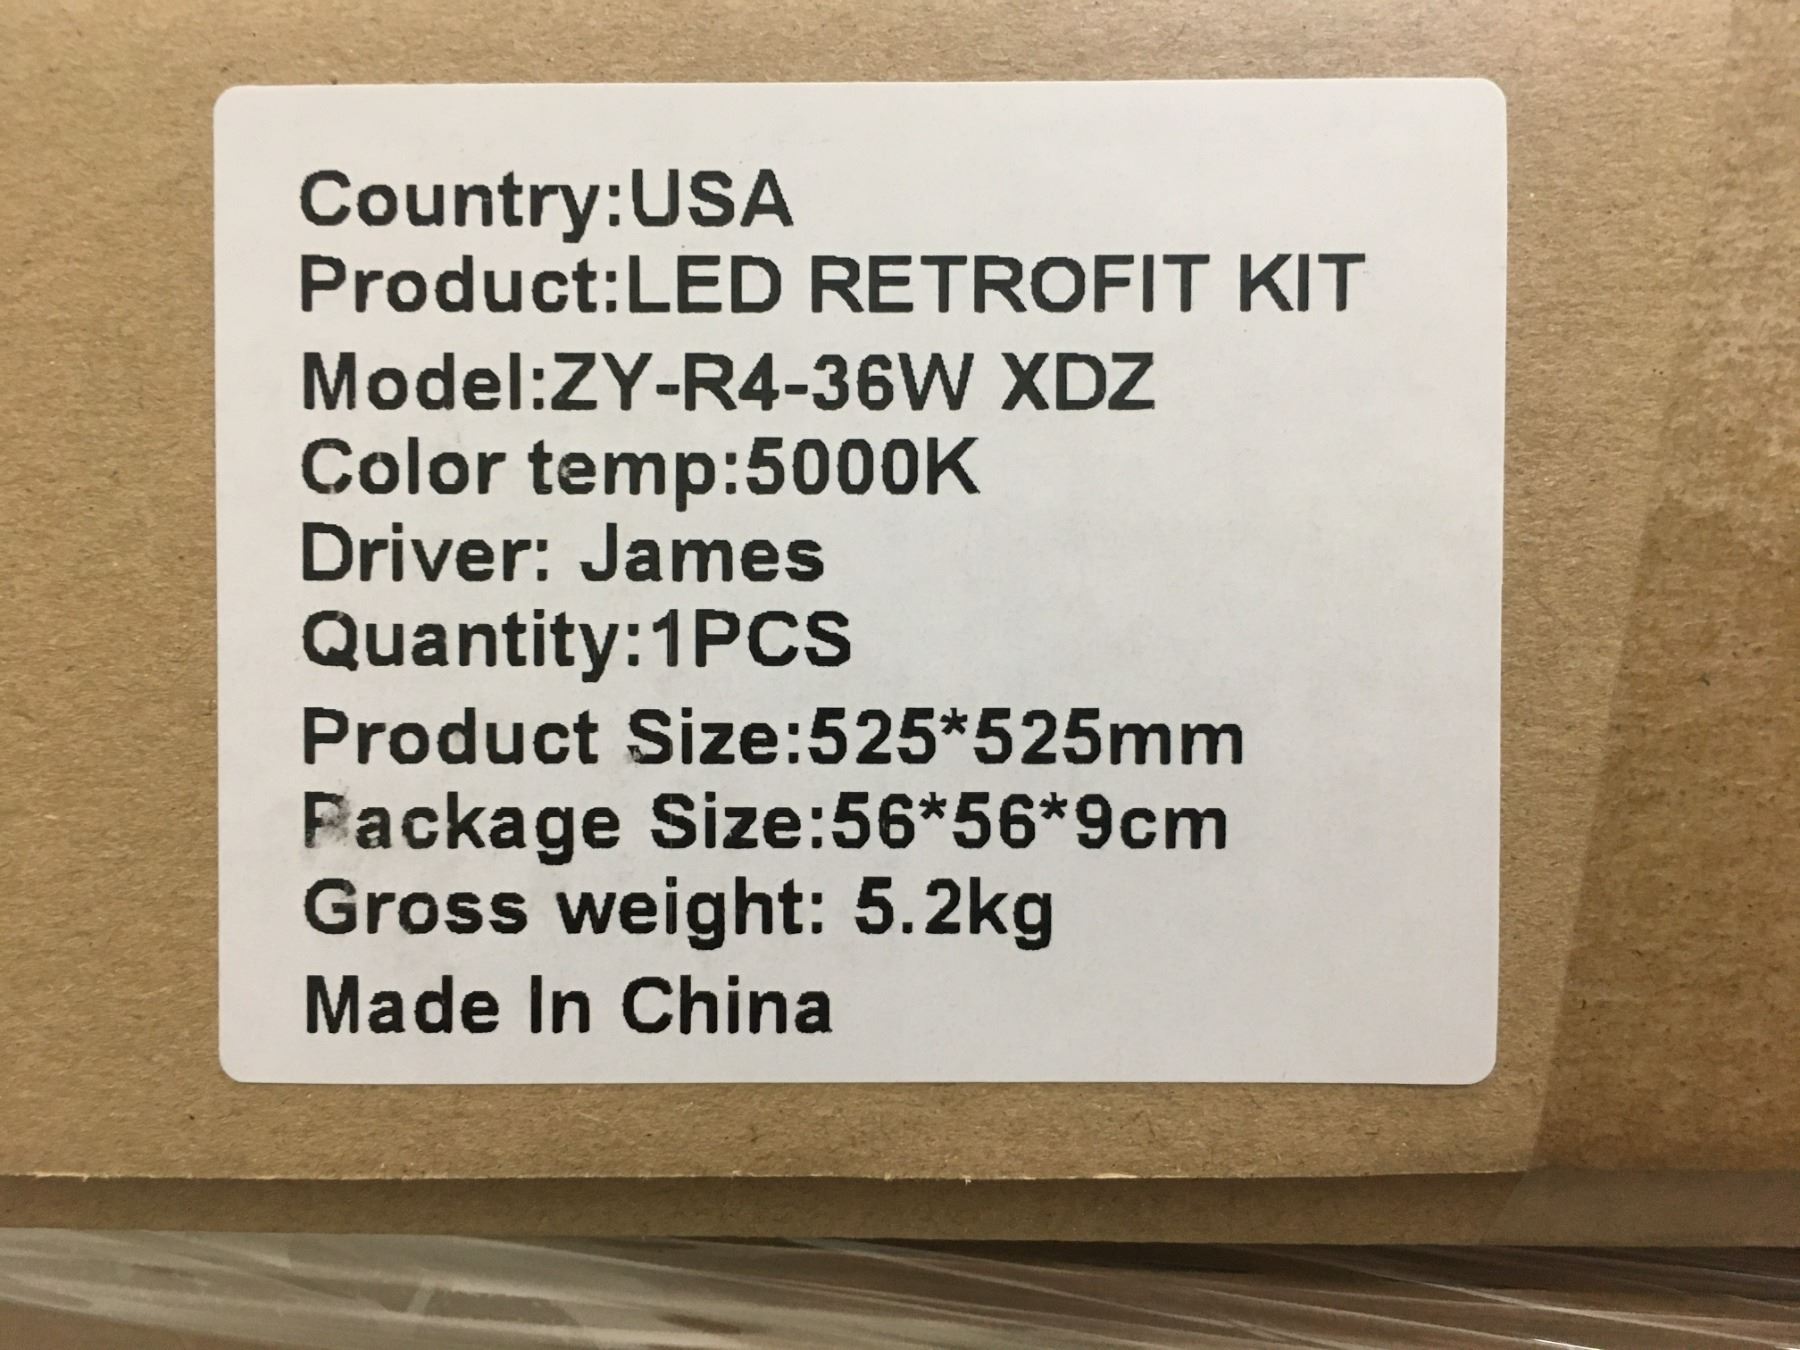 Country:USA
Product:LED RETROFIT KIT
Model:ZY-R4-36W XDZ
Color temp:5000K
Driver: James
Quantity:1PCS
Product Size:525*525mm
Package Size:56*56*9cm
Gross weight: 5.2kg
Made In China